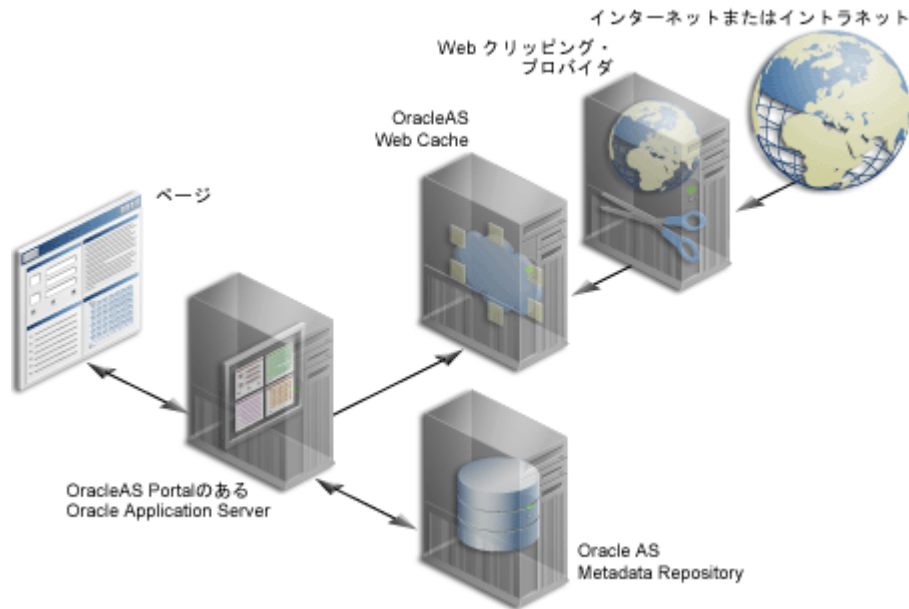 インターネットまたはイントラネット
Web クリッピング・
プロバイダ
OracleAS
Web Cache
ページ
OracleAS Portalのある
Oracle Application Server
Oracle AS
Metadata Repository